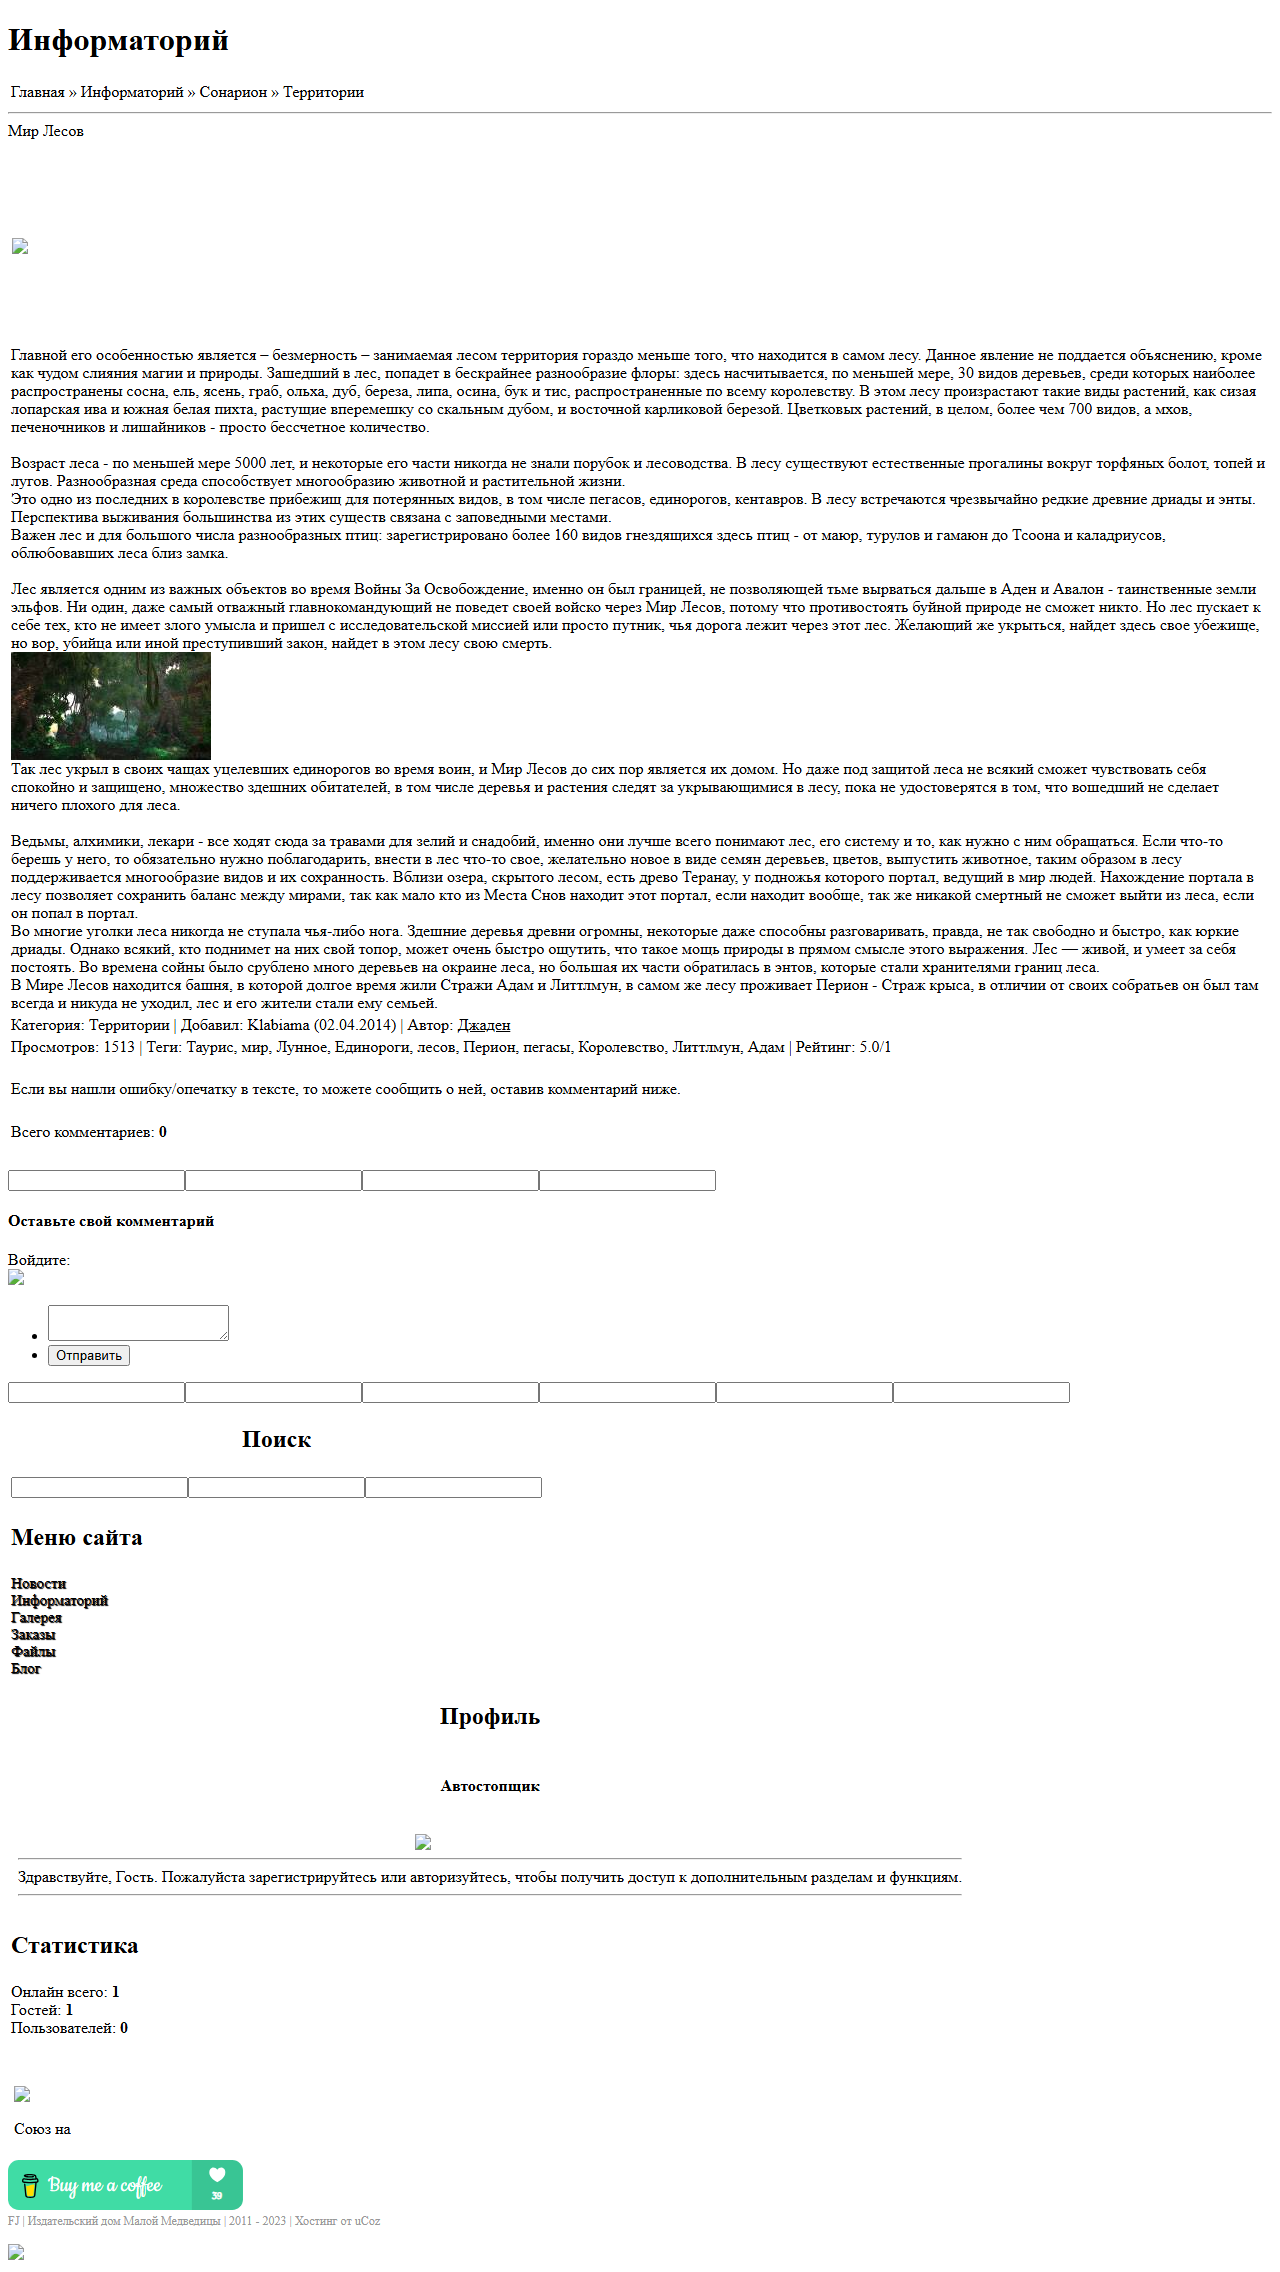 Информаторий
Главная » Информаторий » Сонарион » Территории
Мир Лесов
Главной его особенностью является – безмерность – занимаемая лесом территория гораздо меньше того, что находится в самом лесу. Данное явление не поддается объяснению, кроме
как чудом слияния магии и природы. Зашедший в лес, попадет в бескрайнее разнообразие флоры: здесь насчитывается, по меньшей мере, 30 видов деревьев, среди которых наиболее
распространены сосна, ель, ясень, граб, ольха, дуб, береза, липа, осина, бук и тис, распространенные по всему королевству. В этом лесу произрастают такие виды растений, как сизая
лопарская ива и южная белая пихта, растущие вперемешку со скальным дубом, и восточной карликовой березой. Цветковых растений, в целом, более чем 700 видов, а мхов,
печеночников и лишайников - просто бессчетное количество.
Возраст леса - по меньшей мере 5000 лет, и некоторые его части никогда не знали порубок и лесоводства. В лесу существуют естественные прогалины вокруг торфяных болот, топей и
лугов. Разнообразная среда способствует многообразию животной и растительной жизни.
Это одно из последних в королевстве прибежищ для потерянных видов, в том числе пегасов, единорогов, кентавров. В лесу встречаются чрезвычайно редкие древние дриады и энты.
Перспектива выживания большинства из этих существ связана с заповедными местами.
Важен лес и для большого числа разнообразных птиц: зарегистрировано более 160 видов гнездящихся здесь птиц - от маюр, турулов и гамаюн до Тсоона и каладриусов,
облюбовавших леса близ замка.
Лес является одним из важных объектов во время Войны За Освобождение, именно он был границей, не позволяющей тьме вырваться дальше в Аден и Авалон - таинственные земли
эльфов. Ни один, даже самый отважный главнокомандующий не поведет своей войско через Мир Лесов, потому что противостоять буйной природе не сможет никто. Но лес пускает к
себе тех, кто не имеет злого умысла и пришел с исследовательской миссией или просто путник, чья дорога лежит через этот лес. Желающий же укрыться, найдет здесь свое убежище,
но вор, убийца или иной преступивший закон, найдет в этом лесу свою смерть.
Так лес укрыл в своих чащах уцелевших единорогов во время воин, и Мир Лесов до сих пор является их домом. Но даже под защитой леса не всякий сможет чувствовать себя
спокойно и защищено, множество здешних обитателей, в том числе деревья и растения следят за укрывающимися в лесу, пока не удостоверятся в том, что вошедший не сделает
ничего плохого для леса.
Ведьмы, алхимики, лекари - все ходят сюда за травами для зелий и снадобий, именно они лучше всего понимают лес, его систему и то, как нужно с ним обращаться. Если что-то
берешь у него, то обязательно нужно поблагодарить, внести в лес что-то свое, желательно новое в виде семян деревьев, цветов, выпустить животное, таким образом в лесу
поддерживается многообразие видов и их сохранность. Вблизи озера, скрытого лесом, есть древо Теранау, у подножья которого портал, ведущий в мир людей. Нахождение портала в
лесу позволяет сохранить баланс между мирами, так как мало кто из Места Снов находит этот портал, если находит вообще, так же никакой смертный не сможет выйти из леса, если
он попал в портал.
Во многие уголки леса никогда не ступала чья-либо нога. Здешние деревья древни огромны, некоторые даже способны разговаривать, правда, не так свободно и быстро, как юркие
дриады. Однако всякий, кто поднимет на них свой топор, может очень быстро ощутить, что такое мощь природы в прямом смысле этого выражения. Лес — живой, и умеет за себя
постоять. Во времена сойны было срублено много деревьев на окраине леса, но большая их части обратилась в энтов, которые стали хранителями границ леса.
В Мире Лесов находится башня, в которой долгое время жили Стражи Адам и Литтлмун, в самом же лесу проживает Перион - Страж крыса, в отличии от своих собратьев он был там
всегда и никуда не уходил, лес и его жители стали ему семьей.
Категория: Территории | Добавил: Klabiama (02.04.2014) | Автор: Джаден
Просмотров: 1513 | Теги: Таурис, мир, Лунное, Единороги, лесов, Перион, пегасы, Королевство, Литтлмун, Адам | Рейтинг: 5.0/1
Если вы нашли ошибку/опечатку в тексте, то можете сообщить о ней, оставив комментарий ниже.
Всего комментариев: 0
Оставьте свой комментарий
Войдите:
Отправить
Поиск
Меню сайта
Новости
Информаторий
Галерея
Заказы
Файлы
Блог
Профиль
Автостопщик
Здравствуйте, Гость. Пожалуйста зарегистрируйтесь или авторизуйтесь, чтобы получить доступ к дополнительным разделам и функциям.
Статистика
Онлайн всего: 1
Гостей: 1
Пользователей: 0
Союз на
Buy me a coffee
39
FJ | Издательский дом Малой Медведицы | 2011 - 2023 | Хостинг от uCoz